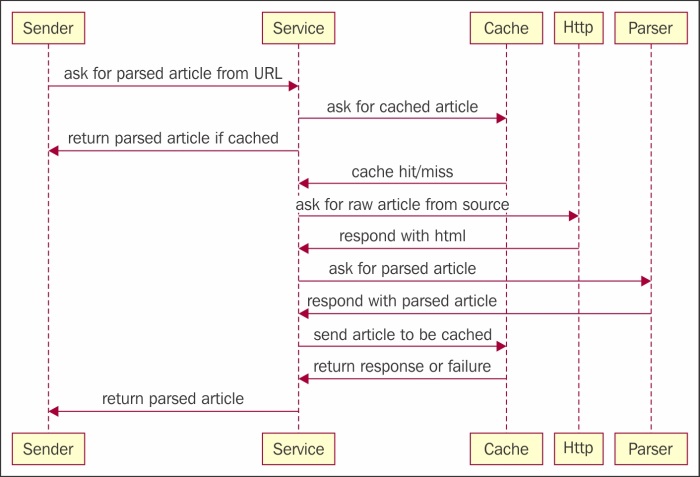 Sender Service Cache Http Parser
ask for parsed article from URL
ask for cached article
return parsed article if cached
cache hit/miss
ask for raw article from source
respond with html
ask for parsed article
respond with parsed article
send article to be cached
return response or failure
return parsed article
Sender Service Cache Http Parser